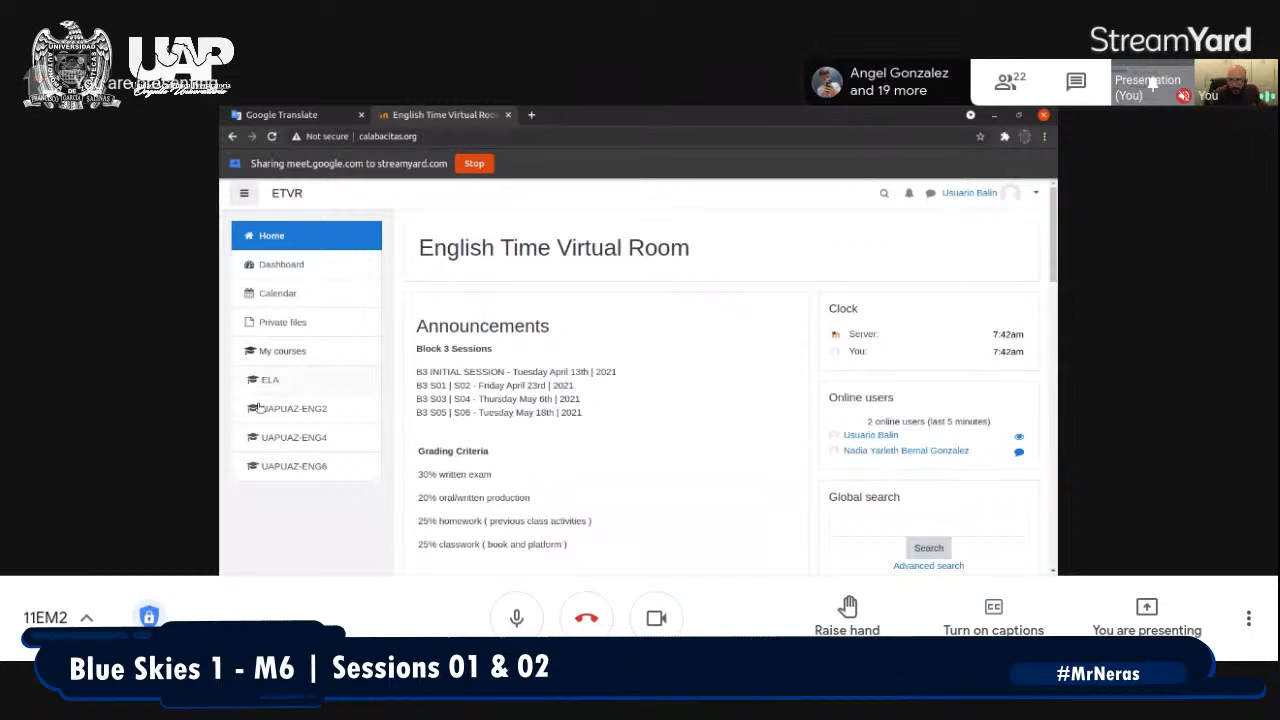 UAP
StreamYard
You are presenting
Angel Gonzalez
and 19 more
22
Presentation
(You)
You
Google Translate
English Time Virtual Roo
Not secure | calabacitas.org
Sharing meet.google.com to streamyard.com
Stop
ETVR
Usuario Balin
Home
Dashboard
Calendar
Private files
My courses
ELA
UAPUAZ-ENG2
UAPUAZ-ENG4
UAPUAZ-ENG6
English Time Virtual Room
Announcements
Block 3 Sessions
B3 INITIAL SESSION - Tuesday April 13th | 2021
B3 S01 | S02 - Friday April 23rd | 2021
B3 S03 | S04 - Thursday May 6th | 2021
B3 S05 | S06 - Tuesday May 18th | 2021
Grading Criteria
30% written exam
20% oral/written production
25% homework ( previous class activities )
25% classwork ( book and platform )
Clock
Server: 7:42am
You: 7:42am
Online users
2 online users (last 5 minutes)
Usuario Balin
Nadia Yarleth Bernal Gonzalez
Global search
Search
Advanced search
11EM2
Raise hand
Turn on captions
You are presenting
Blue Skies 1 - M6 | Sessions 01 & 02
#MrNeras